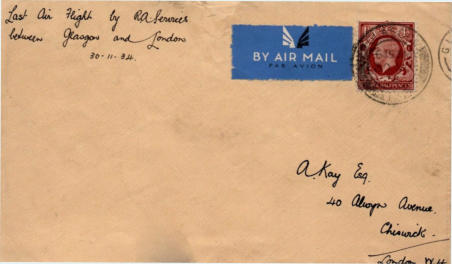 Last Air Flight by RA Services
between Glasgow and London
30-11-34.
BY AIR MAIL
PAR AVION
A. Kay Esq.
40 Alwyn Avenue.
Chiswick.
London W4